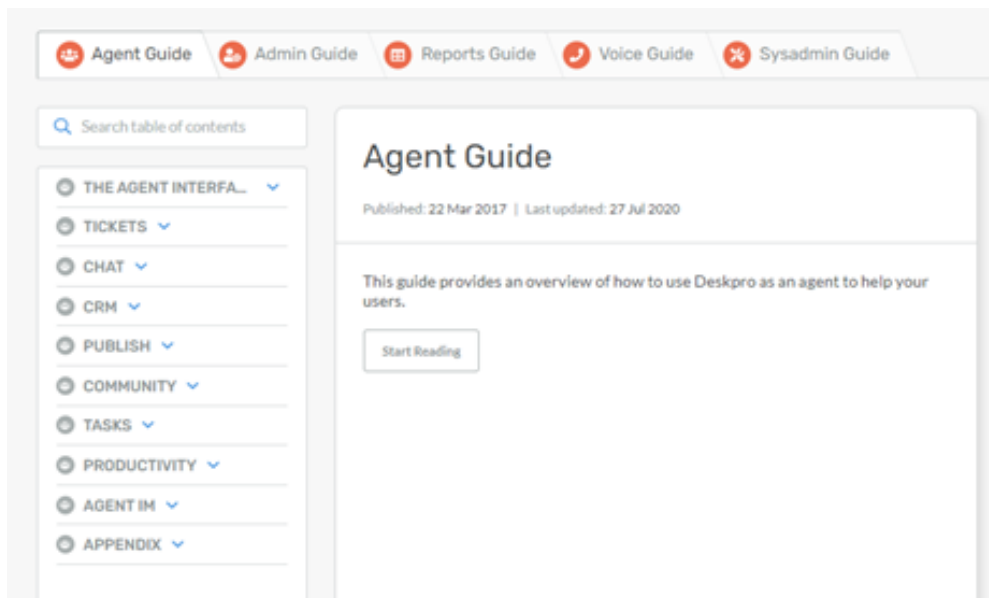 Agent Guide
Admin Guide
Reports Guide
Voice Guide
Sysadmin Guide
Search table of contents
THE AGENT INTERFA...
TICKETS
CHAT
CRM
PUBLISH
COMMUNITY
TASKS
PRODUCTIVITY
AGENT IM
APPENDIX
Agent Guide
Published: 22 Mar 2017 | Last updated: 27 Jul 2020
This guide provides an overview of how to use Deskpro as an agent to help your
users.
Start Reading